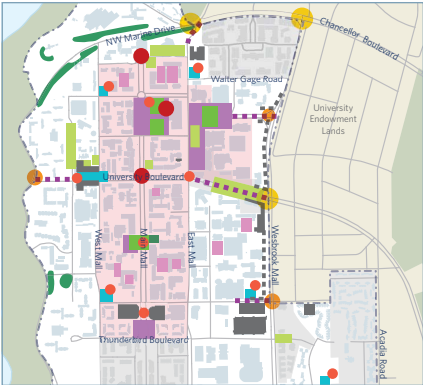 NW Marine Drive
Chancellor Boulevard
Walter Gage Road
University
Endowment
Lands
University Boulevard
West Mall
Main Mall
East Mall
Wesbrook Mall
Thunderbird Boulevard
Acadia Road